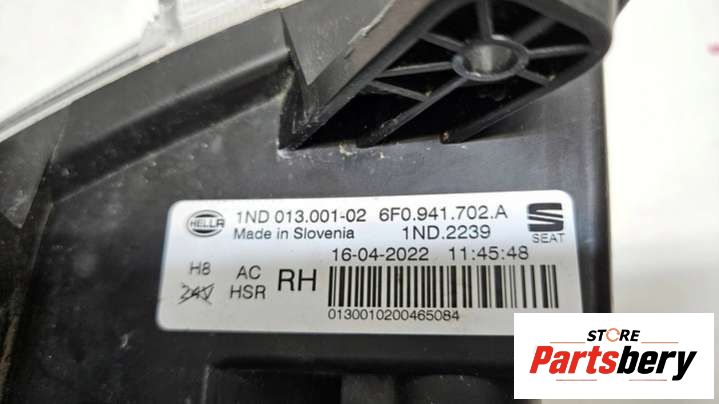 HELLA
1ND 013.001-02 6F0.941.702.A
Made in Slovenia 1ND.2239
SEAT
16-04-2022 11:45:48
H8 AC RH
24V HSR
0130010200465084
STORE
Partsbery